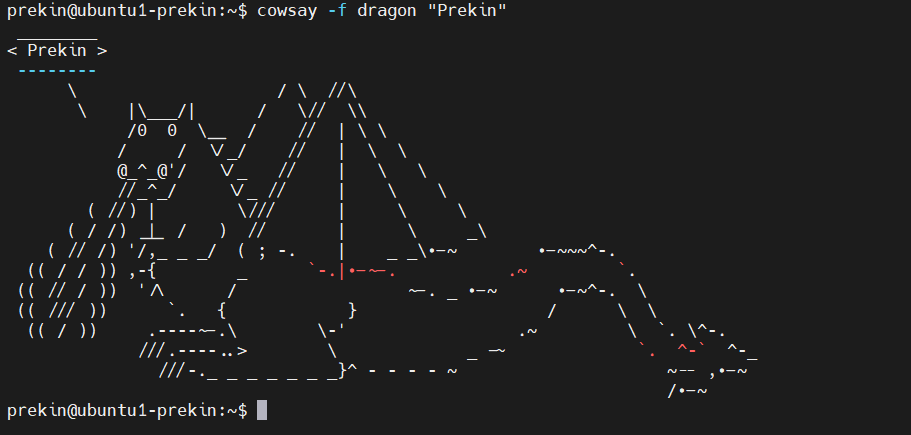 prekin@ubuntu1-prekin:~$ cowsay -f dragon "Prekin"
< Prekin >
prekin@ubuntu1-prekin:~$